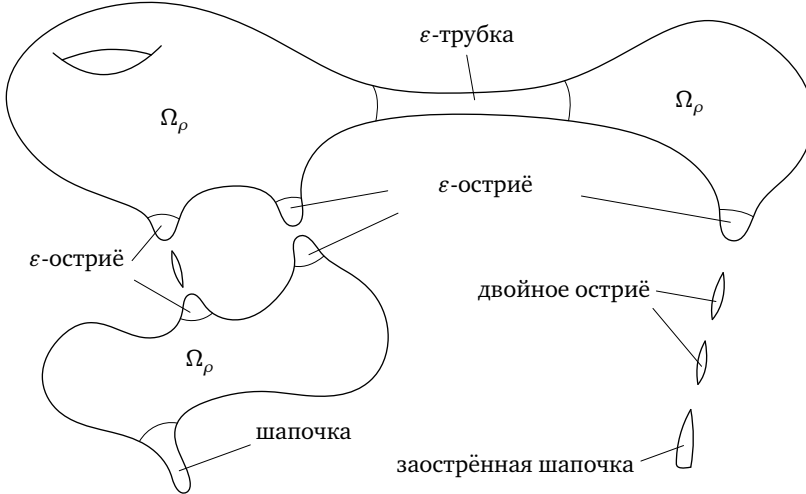 ε-трубка
Ω_ρ
Ω_ρ
ε-остриё
ε-остриё
двойное остриё
Ω_ρ
шапочка
заострённая шапочка